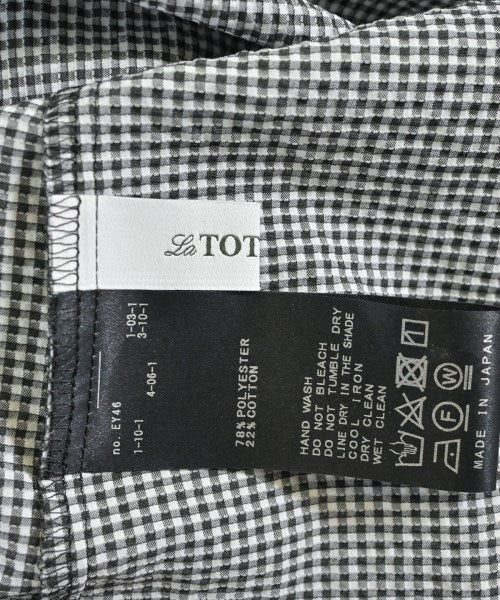 La TOT
1-03-1
3-10-1
4-06-1
no. EY46
1-10-1
78% POLYESTER
22% COTTON
HAND WASH
DO NOT BLEACH
DO NOT TUMBLE DRY
LINE DRY IN THE SHADE
COOL IRON
DRY CLEAN
WET CLEAN
F W
MADE IN JAPAN